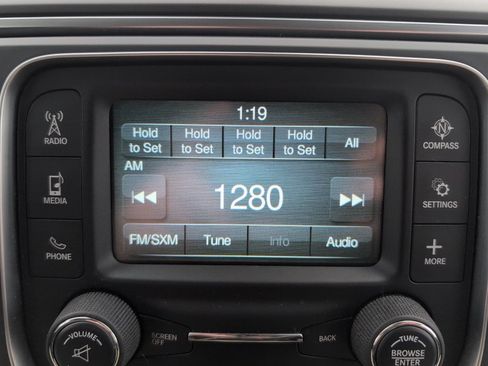 1:19
Hold to Set
Hold to Set
Hold to Set
Hold to Set
All
AM
1280
FM/SXM
Tune
Info
Audio
RADIO
MEDIA
PHONE
N
COMPASS
SETTINGS
MORE
VOLUME
SCREEN
OFF
BACK
TUNE
BROWSE
ENTER